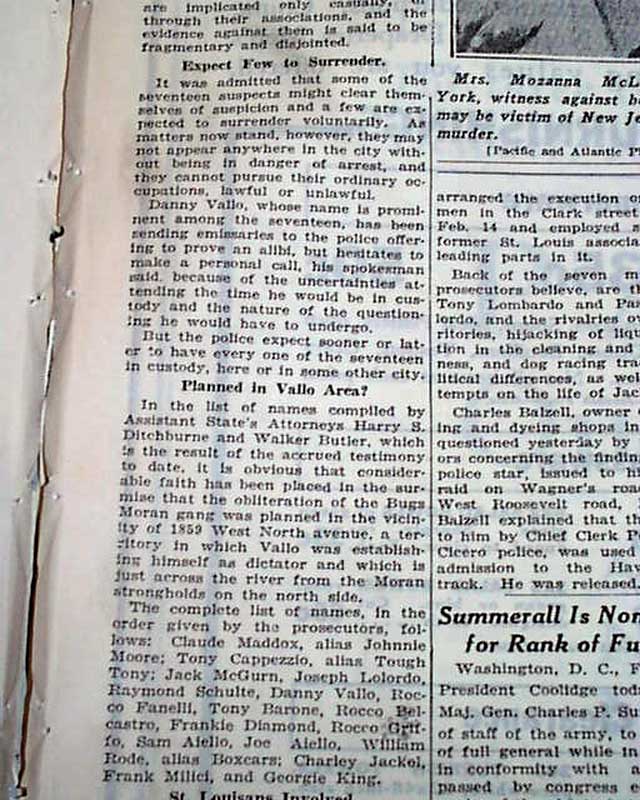 are implicated only casually, or
through their associations, and the
evidence against them is said to be
fragmentary and disjointed.
Expect Few to Surrender.
It was admitted that some of the
seventeen suspects might clear them-
selves of suspicion and a few are ex-
pected to surrender voluntarily. As
matters now stand, however, they may
not appear anywhere in the city with-
out being in danger of arrest, and
they cannot pursue their ordinary oc-
cupations, lawful or unlawful.
Danny Vallo, whose name is promi-
nent among the seventeen, has been
sending emissaries to the police offer-
ing to prove an alibi, but hesitates to
make a personal call, his spokesman
said, because of the uncertainties at-
tending the time he would be in cus-
tody and the nature of the question-
ing he would have to undergo.
But the police expect sooner or lat-
er to have every one of the seventeen
in custody, here or in some other city.
Planned in Vallo Area?
In the list of names compiled by
Assistant State's Attorneys Harry S.
Ditchburne and Walker Butler, which
is the result of the accrued testimony
to date, it is obvious that consider-
able faith has been placed in the sur-
mise that the obliteration of the Bugs
Moran gang was planned in the vicin-
ity of 1859 West North avenue, a ter-
ritory in which Vallo was establish-
ing himself as dictator and which is
just across the river from the Moran
strongholds on the north side.
The complete list of names, in the
order given by the prosecutors, fol-
lows: Claude Maddox, alias Johnnie
Moore; Tony Cappezzio, alias Tough
Tony; Jack McGurn, Joseph Lolordo,
Raymond Schulte, Danny Vallo, Roc-
co Fanelli, Tony Barone, Rocco Bel-
castro, Frankie Diamond, Rocco Grif-
fo, Sam Aiello, Joe Aiello, William
Rode, alias Boxcars; Charley Jackel,
Frank Milici, and Georgie King.
St. Louisans Involved
Mrs. Mozanna McL
York, witness against
may be victim of New Je
murder.
[Pacific and Atlantic
arranged the execution
men in the Clark street
Feb. 14 and employed
former St. Louis associa
leading parts in it.
Back of the seven
prosecutors believe, are
Tony Lombardo and Pas
lordo, and the rivalries
ritories, hijacking of
tion in the cleaning and
ness, and dog racing
litical differences, as
tempts on the life of
Charles Balzell, owner
ing and dyeing shops in
questioned yesterday by
ors concerning the
police star, issued to
raid on Wagner's
West Roosevelt road,
Balzell explained that
to him by Chief Clerk
Cicero police, was used
admission to the
track. He was released.
Summerall Is
for Rank of
Washington, D. C.,
President Coolidge
Maj. Gen. Charles P.
of staff of the army, to
of full general while in
in conformity with
passed by congress